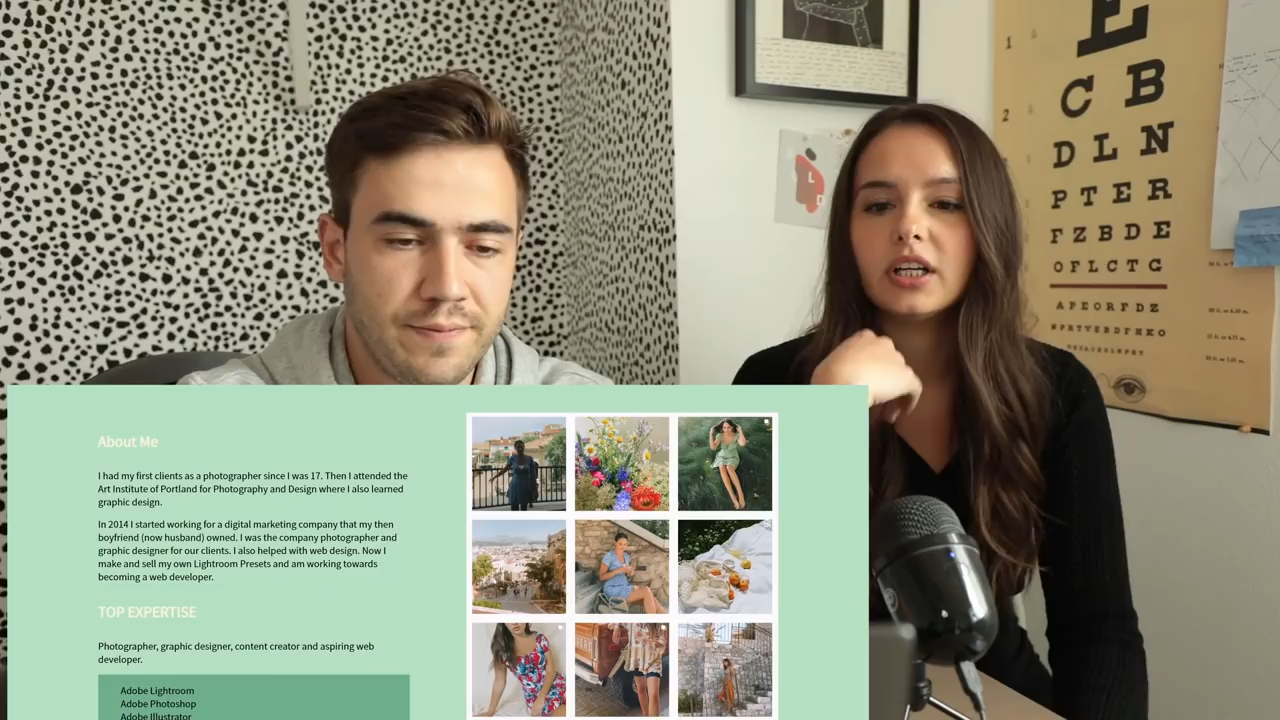 E
1
C B
2
D L N
P T E R
F Z B D E
O F L C T G
A P E O R F D Z
L
D
About Me
I had my first clients as a photographer since I was 17. Then I attended the
Art Institute of Portland for Photography and Design where I also learned
graphic design.
In 2014 I started working for a digital marketing company that my then
boyfriend (now husband) owned. I was the company photographer and
graphic designer for our clients. I also helped with web design. Now I
make and sell my own Lightroom Presets and am working towards
becoming a web developer.
TOP EXPERTISE
Photographer, graphic designer, content creator and aspiring web
developer.
Adobe Lightroom
Adobe Photoshop
Adobe Illustrator